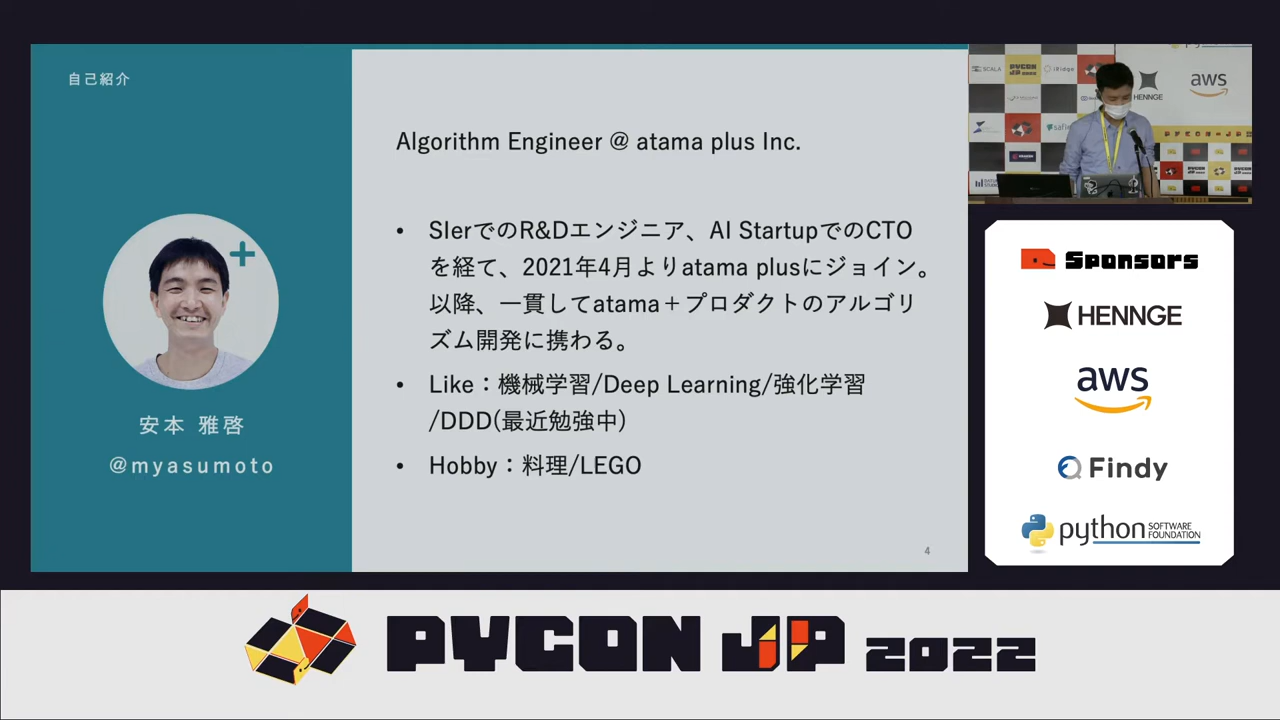 自己紹介
安本 雅啓
@myasumoto
Algorithm Engineer @ atama plus Inc.
• SIerでのR&Dエンジニア、AI StartupでのCTO
を経て、2021年4月よりatama plusにジョイン。
以降、一貫してatama＋プロダクトのアルゴリ
ズム開発に携わる。
• Like：機械学習/Deep Learning/強化学習
/DDD(最近勉強中)
• Hobby：料理/LEGO
4
SCALA
PYCON
JP 2022
HENNGE
aws
Sponsors
HENNGE
aws
Findy
python SOFTWARE
FOUNDATION
PYCON JP 2022